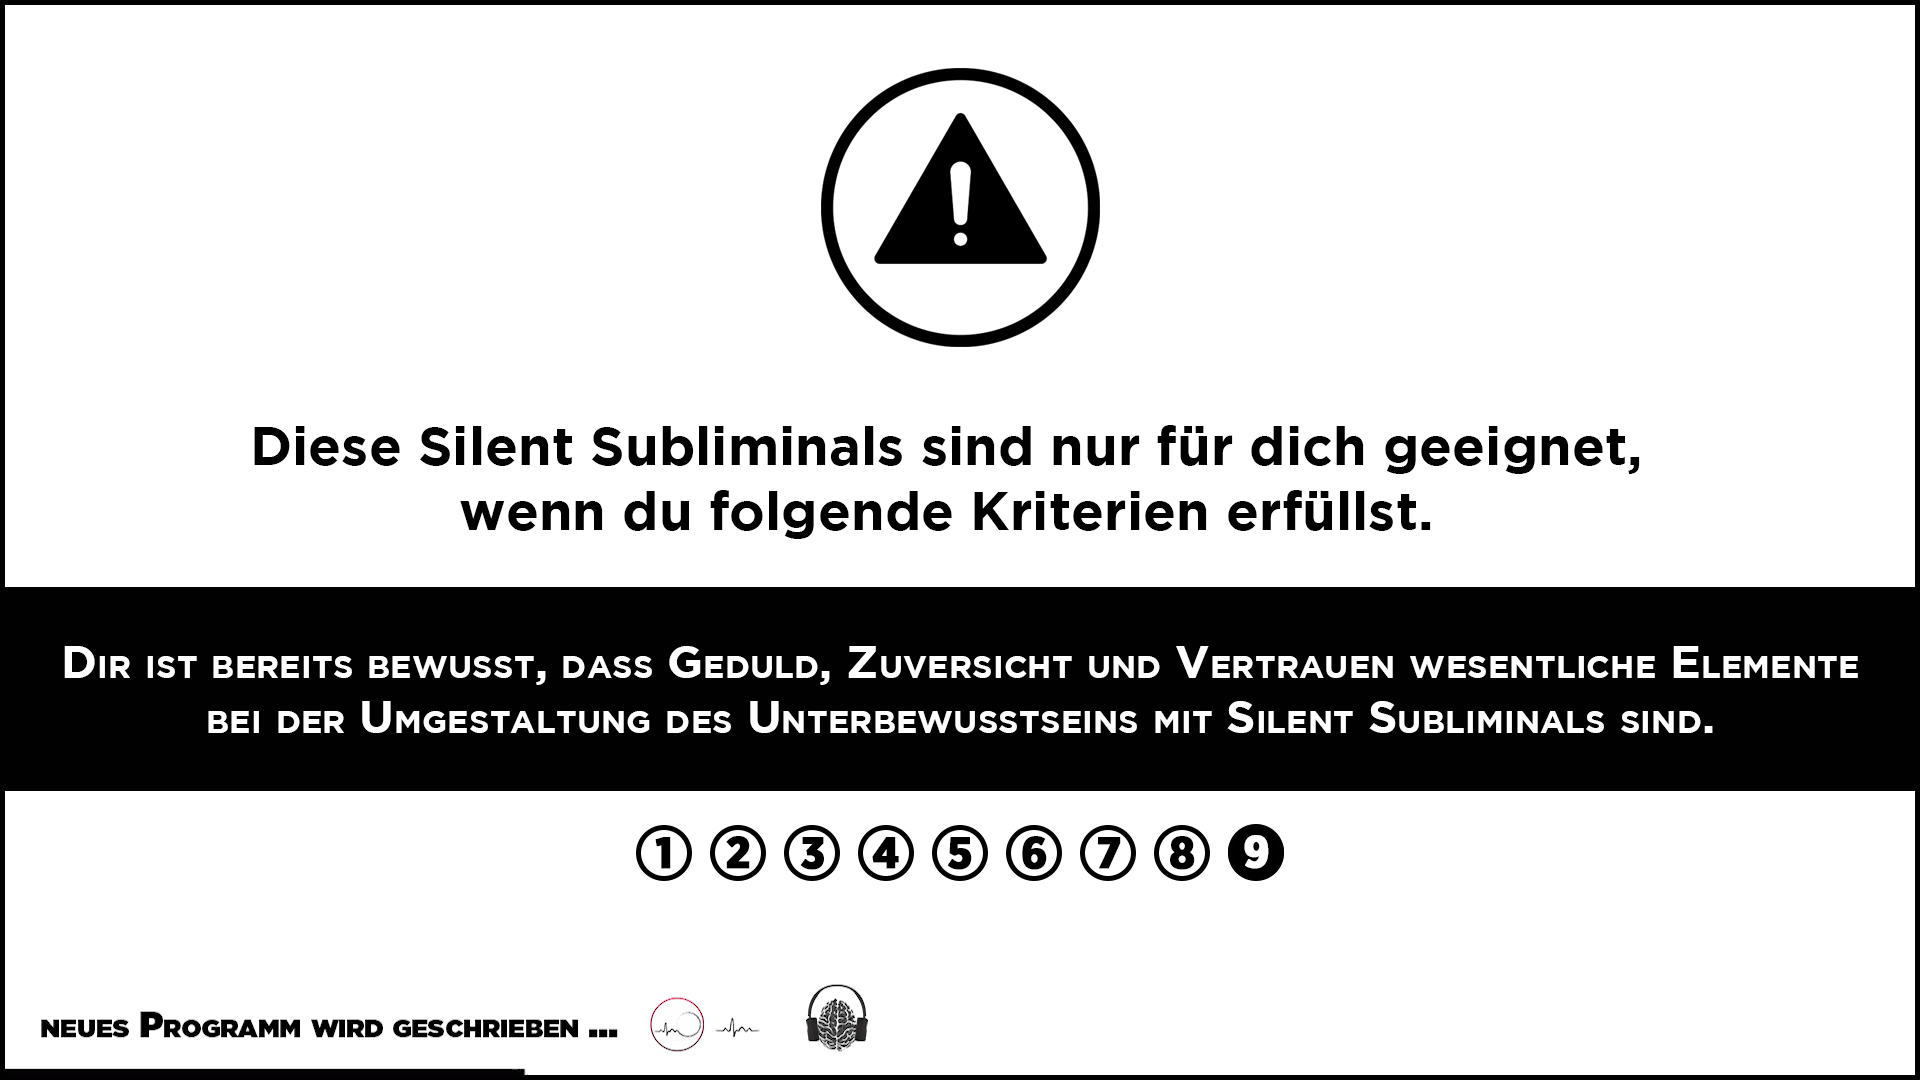 Diese Silent Subliminals sind nur für dich geeignet,
wenn du folgende Kriterien erfüllst.
Dir ist bereits bewusst, dass Geduld, Zuversicht und Vertrauen wesentliche Elemente
bei der Umgestaltung des Unterbewusstseins mit Silent Subliminals sind.
1 2 3 4 5 6 7 8 9
neues Programm wird geschrieben ...